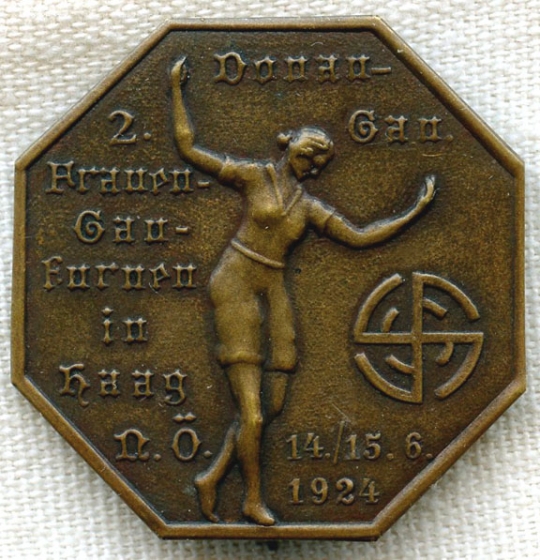 Donau-
2. Gau.
Frauen-
Gau-
turnen
in
Haag
N.Ö.
14./15. 6.
1924